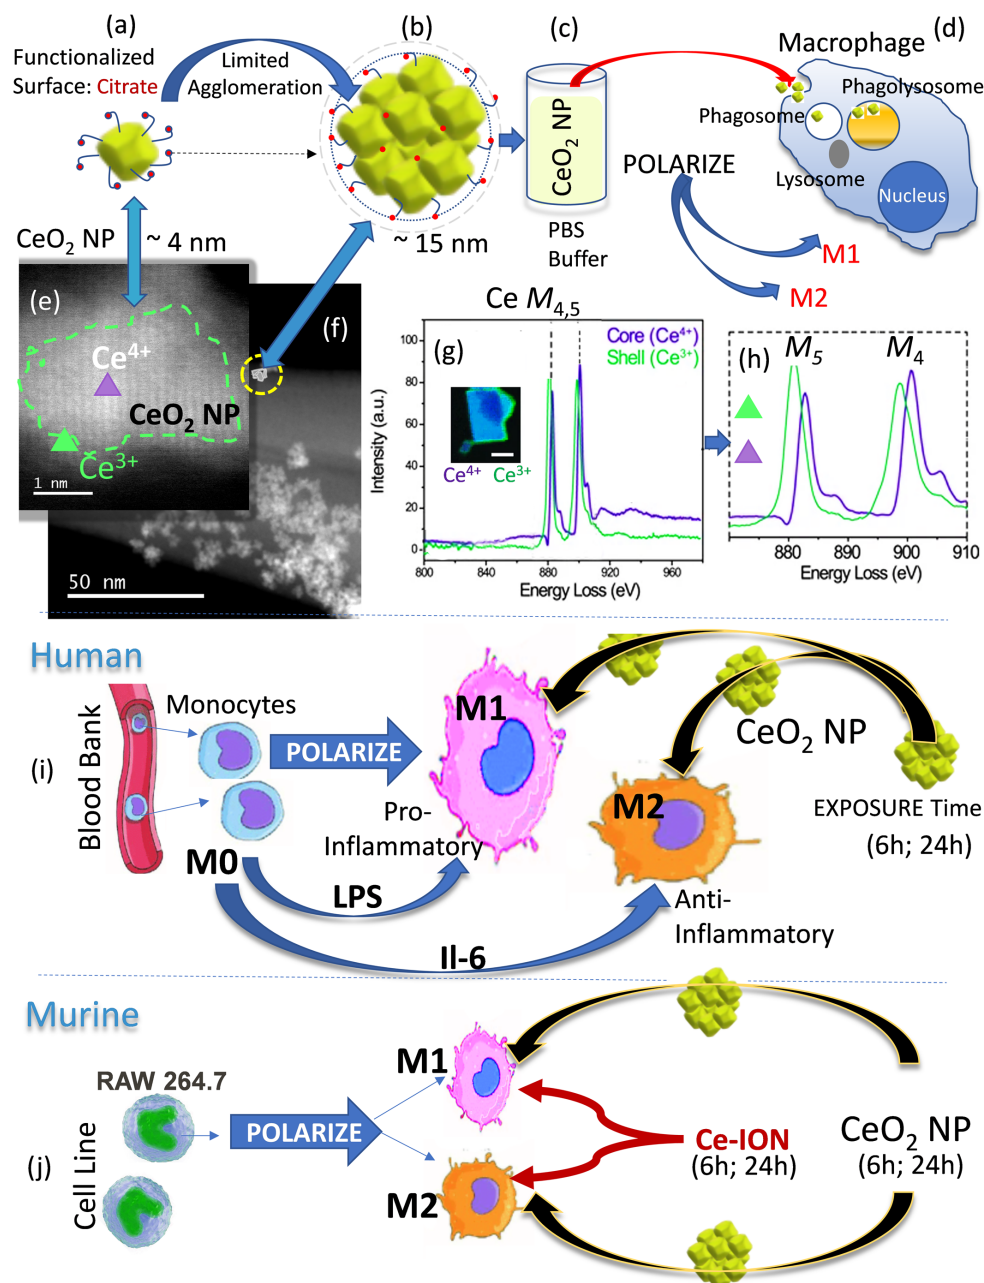 (a)
Functionalized
Surface: Citrate
Limited
Agglomeration
(b)
(c)
(d)
Macrophage
Phagolysosome
Phagosome
Lysosome
Nucleus
CeO₂ NP
PBS
Buffer
POLARIZE
M1
M2
CeO₂ NP
~ 4 nm
~ 15 nm
(e)
Ce⁴⁺
CeO₂ NP
Ce³⁺
1 nm
(f)
50 nm
Ce M₄,₅
(g)
Core (Ce⁴⁺)
Shell (Ce³⁺)
Ce⁴⁺ Ce³⁺
Intensity (a.u.)
100
80
60
40
20
0
800 840 880 920 960
Energy Loss (eV)
(h)
M₅
M₄
880 890 900 910
Energy Loss (eV)
Human
(i)
Blood Bank
Monocytes
M0
POLARIZE
M1
Pro-
Inflammatory
LPS
Il-6
M2
Anti-
Inflammatory
CeO₂ NP
EXPOSURE Time
(6h; 24h)
Murine
(j)
Cell Line
RAW 264.7
POLARIZE
M1
M2
Ce-ION
(6h; 24h)
CeO₂ NP
(6h; 24h)